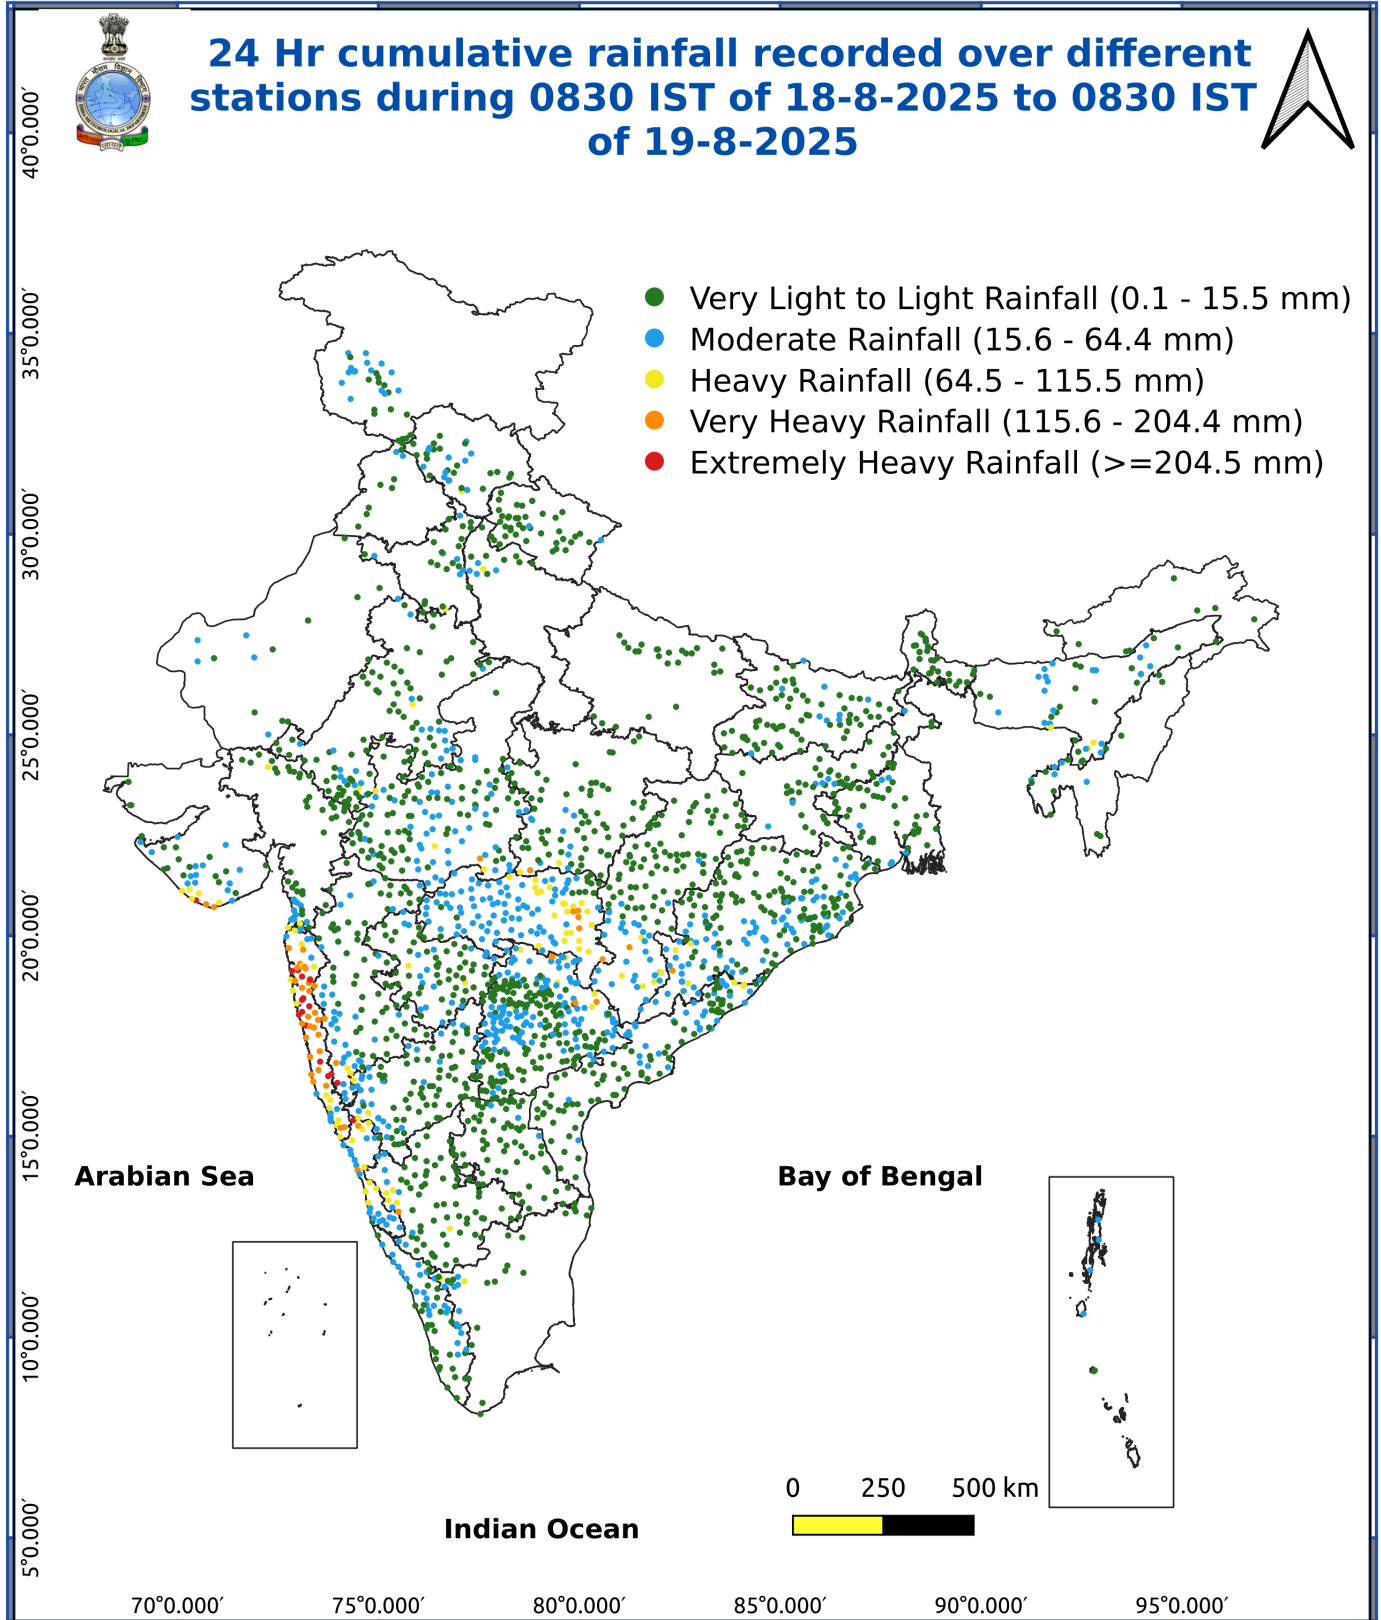 24 Hr cumulative rainfall recorded over different
stations during 0830 IST of 18-8-2025 to 0830 IST
of 19-8-2025
भारत मौसम विज्ञान विभाग
INDIA METEOROLOGICAL DEPARTMENT
Very Light to Light Rainfall (0.1 - 15.5 mm)
Moderate Rainfall (15.6 - 64.4 mm)
Heavy Rainfall (64.5 - 115.5 mm)
Very Heavy Rainfall (115.6 - 204.4 mm)
Extremely Heavy Rainfall (>=204.5 mm)
40°0.000′
35°0.000′
30°0.000′
25°0.000′
20°0.000′
15°0.000′
10°0.000′
5°0.000′
Arabian Sea
Bay of Bengal
Indian Ocean
0 250 500 km
70°0.000′ 75°0.000′ 80°0.000′ 85°0.000′ 90°0.000′ 95°0.000′